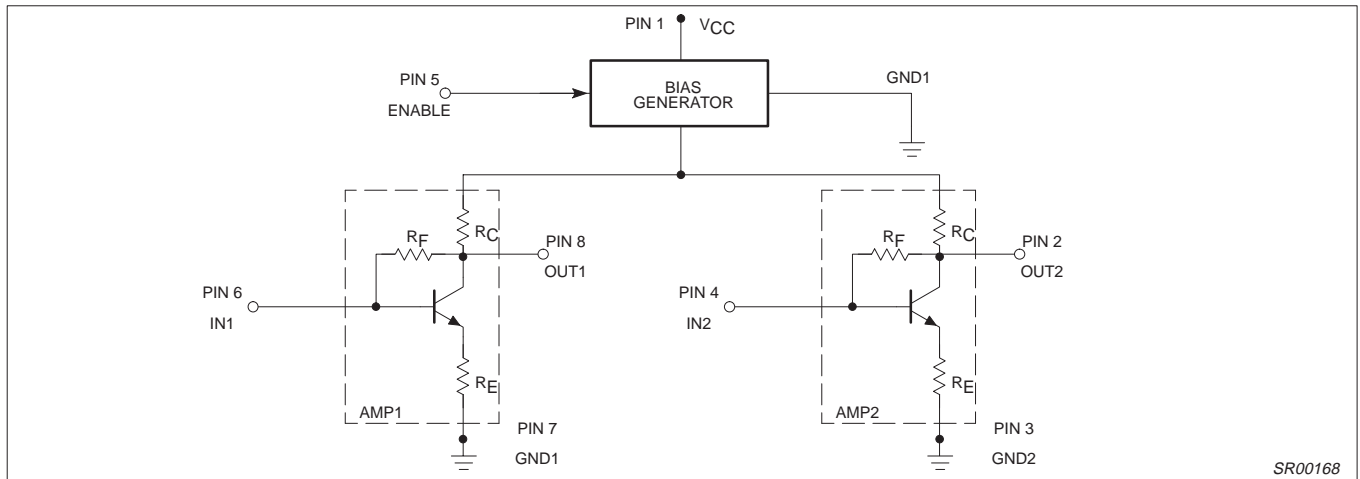 PIN 1
VCC
PIN 5
ENABLE
BIAS
GENERATOR
GND1
RC
RF
PIN 8
OUT1
PIN 6
IN1
RE
AMP1
PIN 7
GND1
RC
RF
PIN 2
OUT2
PIN 4
IN2
RE
AMP2
PIN 3
GND2
SR00168